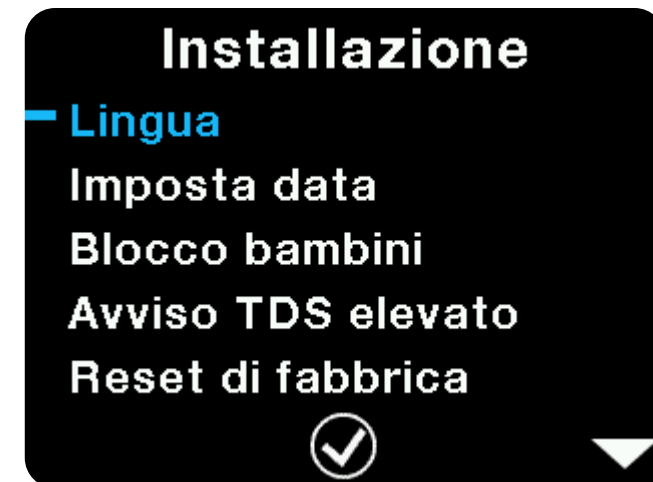 Installazione
Lingua
Imposta data
Blocco bambini
Avviso TDS elevato
Reset di fabbrica